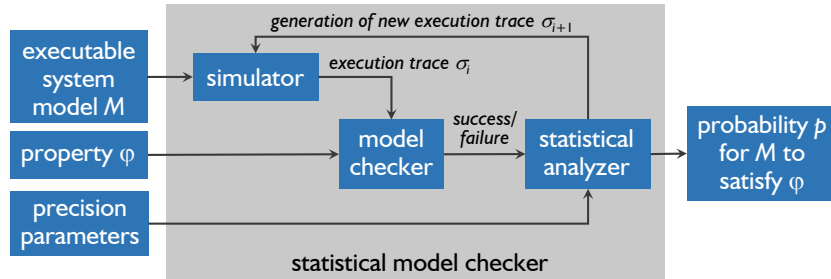 generation of new execution trace σi+1
executable
system
model M
simulator
execution trace σi
property φ
model
checker
success/
failure
statistical
analyzer
probability p
for M to
satisfy φ
precision
parameters
statistical model checker